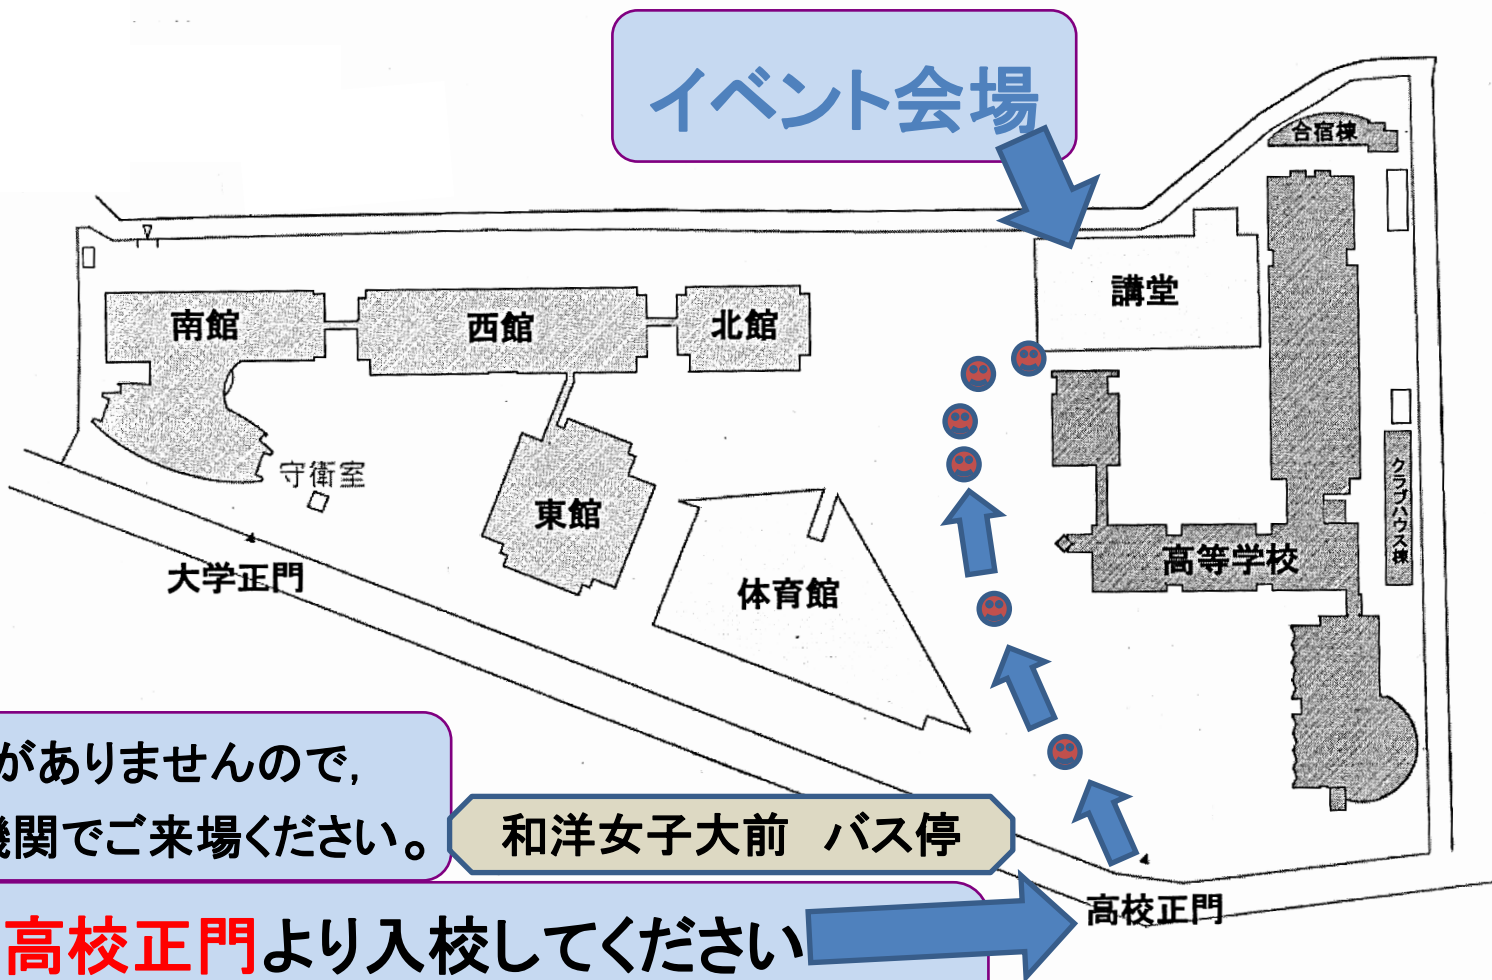 イベント会場
合宿棟
講堂
南館
西館
北館
守衛室
東館
クラブハウス棟
大学正門
体育館
高等学校
がありませんので,
機関でご来場ください。
和洋女子大前 バス停
高校正門
高校正門より入校してください